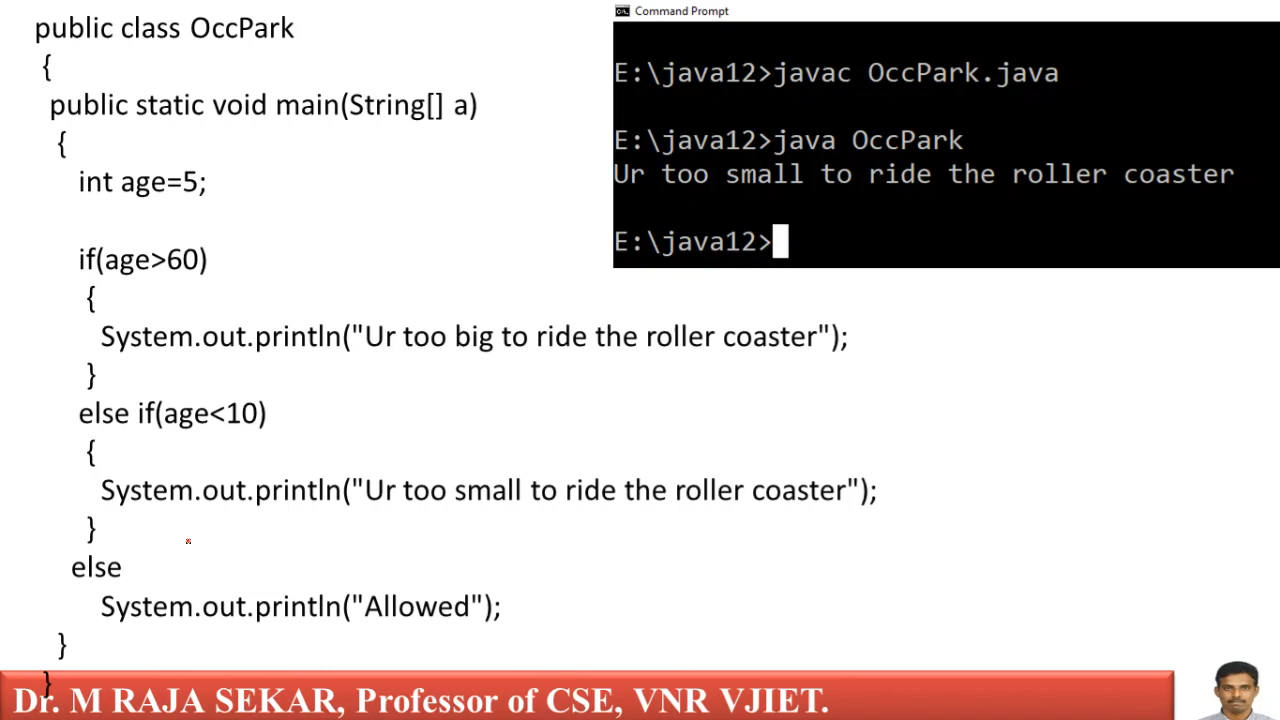 public class OccPark
{
public static void main(String[] a)
{
int age=5;
if(age>60)
{
System.out.println("Ur too big to ride the roller coaster");
}
else if(age<10)
{
System.out.println("Ur too small to ride the roller coaster");
}
else
System.out.println("Allowed");
}
}
Command Prompt
E:\java12>javac OccPark.java
E:\java12>java OccPark
Ur too small to ride the roller coaster
E:\java12>
Dr. M RAJA SEKAR, Professor of CSE, VNR VJIET.